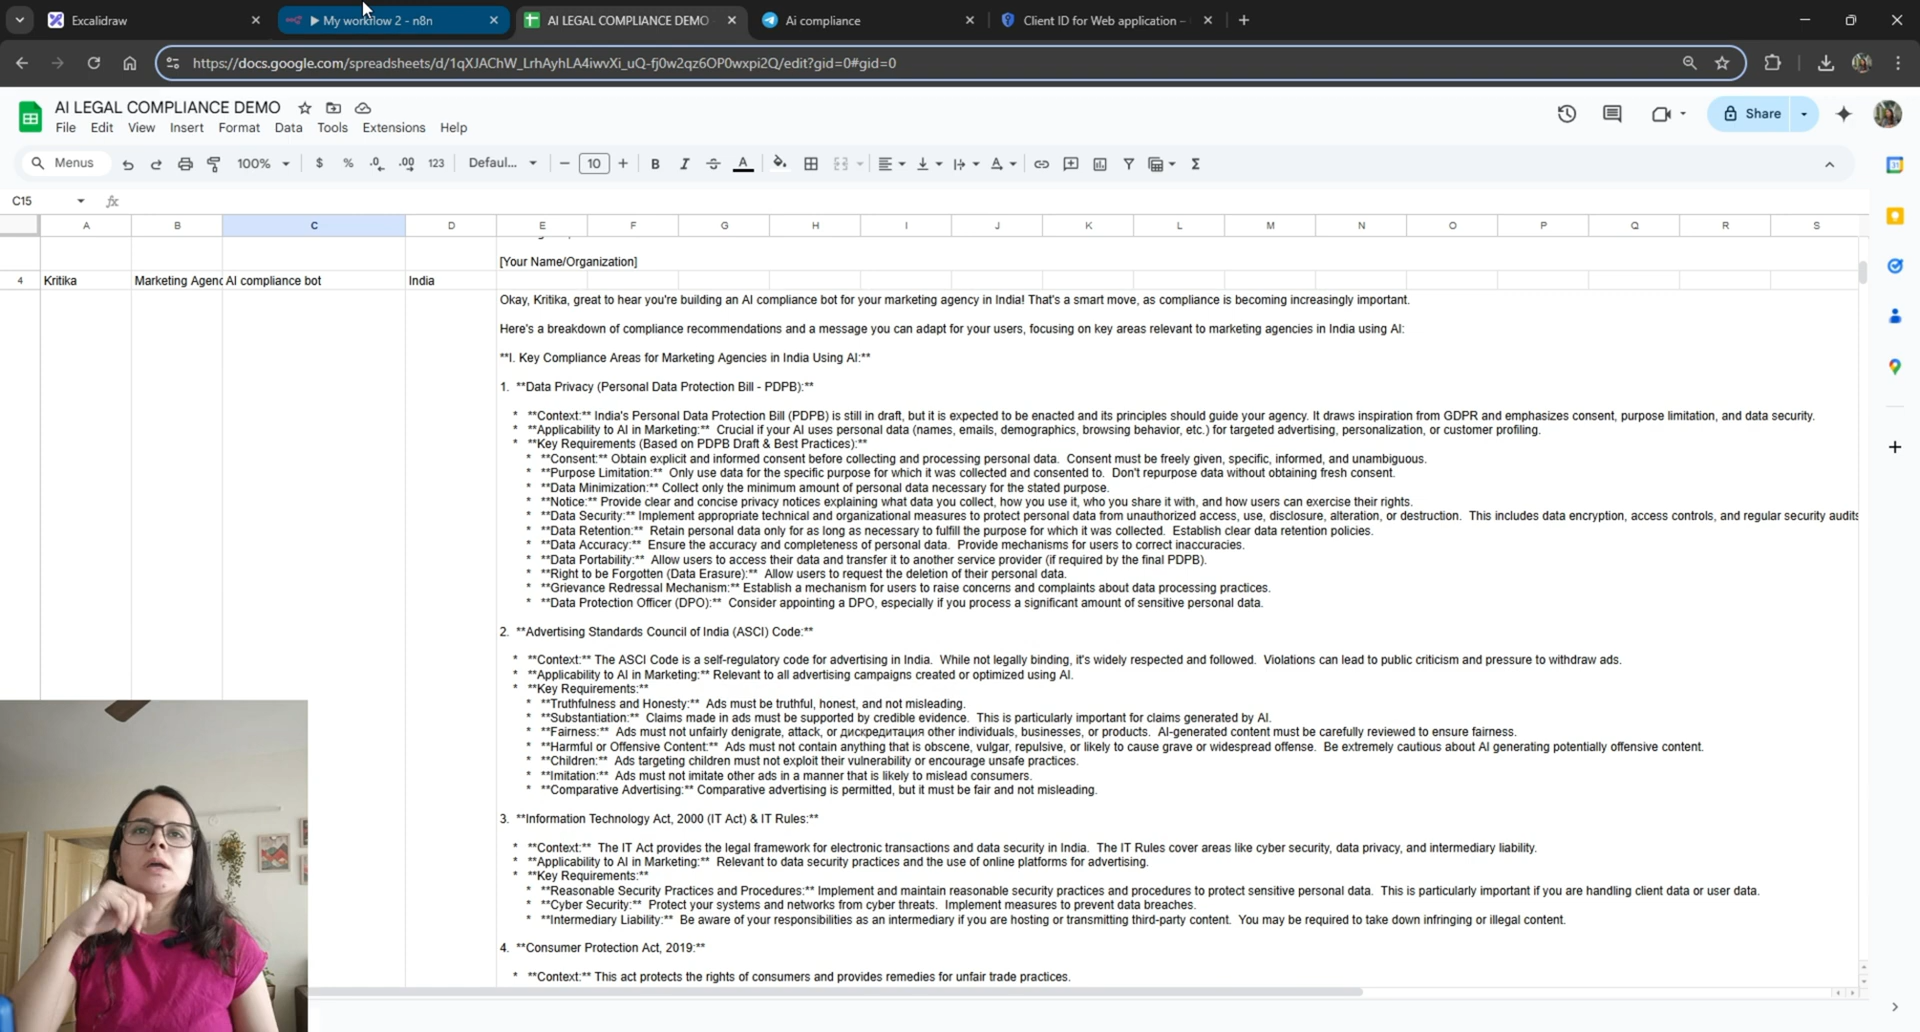 Excalidraw
My workflow 2 - n8n
AI LEGAL COMPLIANCE DEMO
Ai compliance
Client ID for Web application –
https://docs.google.com/spreadsheets/d/1qXJAChW_LrhAyhLA4iwvXi_uQ-fj0w2qz6OP0wxpi2Q/edit?gid=0#gid=0
AI LEGAL COMPLIANCE DEMO
File Edit View Insert Format Data Tools Extensions Help
Share
Menus 100% $ % .0 .00 123 Defaul... − 10 + B I A
C15 fx
A B C D E F G H I J K L M N O P Q R S
[Your Name/Organization]
4 Kritika Marketing Agenc AI compliance bot India
Okay, Kritika, great to hear you're building an AI compliance bot for your marketing agency in India! That's a smart move, as compliance is becoming increasingly important.
Here's a breakdown of compliance recommendations and a message you can adapt for your users, focusing on key areas relevant to marketing agencies in India using AI:
**I. Key Compliance Areas for Marketing Agencies in India Using AI:**
1. **Data Privacy (Personal Data Protection Bill - PDPB):**
* **Context:** India's Personal Data Protection Bill (PDPB) is still in draft, but it is expected to be enacted and its principles should guide your agency. It draws inspiration from GDPR and emphasizes consent, purpose limitation, and data security.
* **Applicability to AI in Marketing:** Crucial if your AI uses personal data (names, emails, demographics, browsing behavior, etc.) for targeted advertising, personalization, or customer profiling.
* **Key Requirements (Based on PDPB Draft & Best Practices):**
* **Consent:** Obtain explicit and informed consent before collecting and processing personal data. Consent must be freely given, specific, informed, and unambiguous.
* **Purpose Limitation:** Only use data for the specific purpose for which it was collected and consented to. Don't repurpose data without obtaining fresh consent.
* **Data Minimization:** Collect only the minimum amount of personal data necessary for the stated purpose.
* **Notice:** Provide clear and concise privacy notices explaining what data you collect, how you use it, who you share it with, and how users can exercise their rights.
* **Data Security:** Implement appropriate technical and organizational measures to protect personal data from unauthorized access, use, disclosure, alteration, or destruction. This includes data encryption, access controls, and regular security audits
* **Data Retention:** Retain personal data only for as long as necessary to fulfill the purpose for which it was collected. Establish clear data retention policies.
* **Data Accuracy:** Ensure the accuracy and completeness of personal data. Provide mechanisms for users to correct inaccuracies.
* **Data Portability:** Allow users to access their data and transfer it to another service provider (if required by the final PDPB).
* **Right to be Forgotten (Data Erasure):** Allow users to request the deletion of their personal data.
* **Grievance Redressal Mechanism:** Establish a mechanism for users to raise concerns and complaints about data processing practices.
* **Data Protection Officer (DPO):** Consider appointing a DPO, especially if you process a significant amount of sensitive personal data.
2. **Advertising Standards Council of India (ASCI) Code:**
* **Context:** The ASCI Code is a self-regulatory code for advertising in India. While not legally binding, it's widely respected and followed. Violations can lead to public criticism and pressure to withdraw ads.
* **Applicability to AI in Marketing:** Relevant to all advertising campaigns created or optimized using AI.
* **Key Requirements:**
* **Truthfulness and Honesty:** Ads must be truthful, honest, and not misleading.
* **Substantiation:** Claims made in ads must be supported by credible evidence. This is particularly important for claims generated by AI.
* **Fairness:** Ads must not unfairly denigrate, attack, or дискредитация other individuals, businesses, or products. AI-generated content must be carefully reviewed to ensure fairness.
* **Harmful or Offensive Content:** Ads must not contain anything that is obscene, vulgar, repulsive, or likely to cause grave or widespread offense. Be extremely cautious about AI generating potentially offensive content.
* **Children:** Ads targeting children must not exploit their vulnerability or encourage unsafe practices.
* **Imitation:** Ads must not imitate other ads in a manner that is likely to mislead consumers.
* **Comparative Advertising:** Comparative advertising is permitted, but it must be fair and not misleading.
3. **Information Technology Act, 2000 (IT Act) & IT Rules:**
* **Context:** The IT Act provides the legal framework for electronic transactions and data security in India. The IT Rules cover areas like cyber security, data privacy, and intermediary liability.
* **Applicability to AI in Marketing:** Relevant to data security practices and the use of online platforms for advertising.
* **Key Requirements:**
* **Reasonable Security Practices and Procedures:** Implement and maintain reasonable security practices and procedures to protect sensitive personal data. This is particularly important if you are handling client data or user data.
* **Cyber Security:** Protect your systems and networks from cyber threats. Implement measures to prevent data breaches.
* **Intermediary Liability:** Be aware of your responsibilities as an intermediary if you are hosting or transmitting third-party content. You may be required to take down infringing or illegal content.
4. **Consumer Protection Act, 2019:**
* **Context:** This act protects the rights of consumers and provides remedies for unfair trade practices.